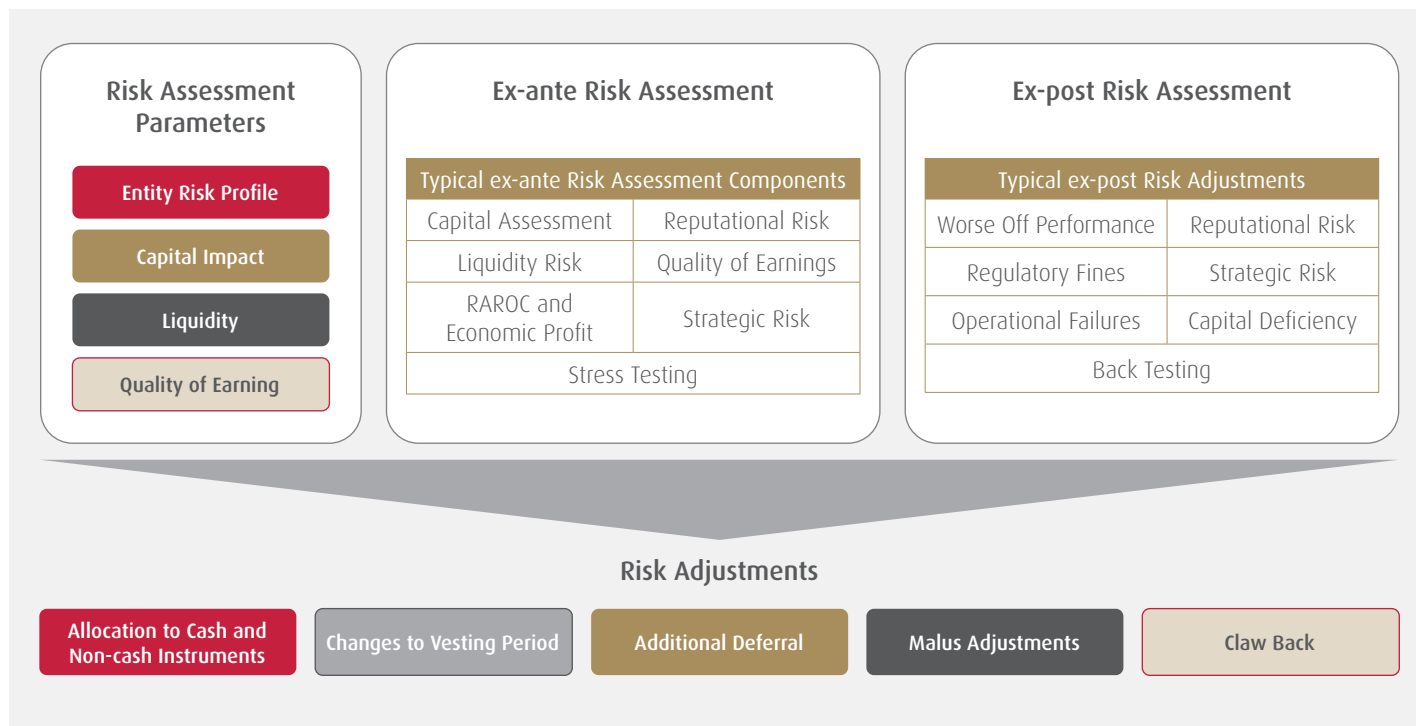 Risk Assessment
Parameters
Entity Risk Profile
Capital Impact
Liquidity
Quality of Earning
Ex-ante Risk Assessment
Typical ex-ante Risk Assessment Components
Capital Assessment
Reputational Risk
Liquidity Risk
Quality of Earnings
RAROC and
Economic Profit
Strategic Risk
Stress Testing
Ex-post Risk Assessment
Typical ex-post Risk Adjustments
Worse Off Performance
Reputational Risk
Regulatory Fines
Strategic Risk
Operational Failures
Capital Deficiency
Back Testing
Risk Adjustments
Allocation to Cash and
Non-cash Instruments
Changes to Vesting Period
Additional Deferral
Malus Adjustments
Claw Back